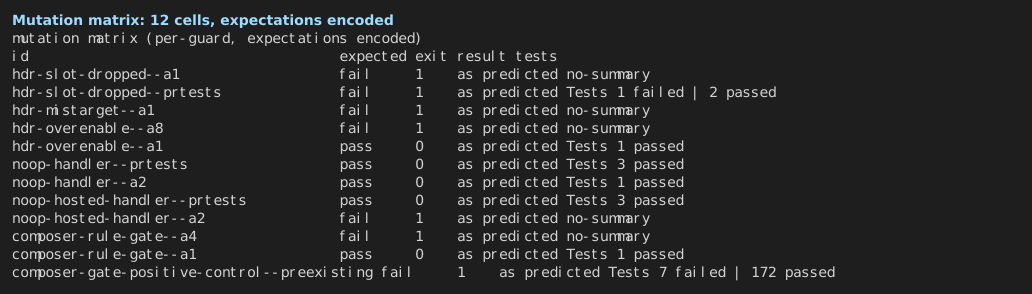 Mutation matrix: 12 cells, expectations encoded
mutation matrix (per-guard, expectations encoded)
id expected exit result tests
hdr-slot-dropped--a1 fail 1 as predicted no-summary
hdr-slot-dropped--prtests fail 1 as predicted Tests 1 failed | 2 passed
hdr-mistarget--a1 fail 1 as predicted no-summary
hdr-overenable--a8 fail 1 as predicted no-summary
hdr-overenable--a1 pass 0 as predicted Tests 1 passed
noop-handler--prtests pass 0 as predicted Tests 3 passed
noop-handler--a2 pass 0 as predicted Tests 1 passed
noop-hosted-handler--prtests pass 0 as predicted Tests 3 passed
noop-hosted-handler--a2 fail 1 as predicted no-summary
composer-rule-gate--a4 fail 1 as predicted no-summary
composer-rule-gate--a1 pass 0 as predicted Tests 1 passed
composer-gate-positive-control--preexisting fail 1 as predicted Tests 7 failed | 172 passed